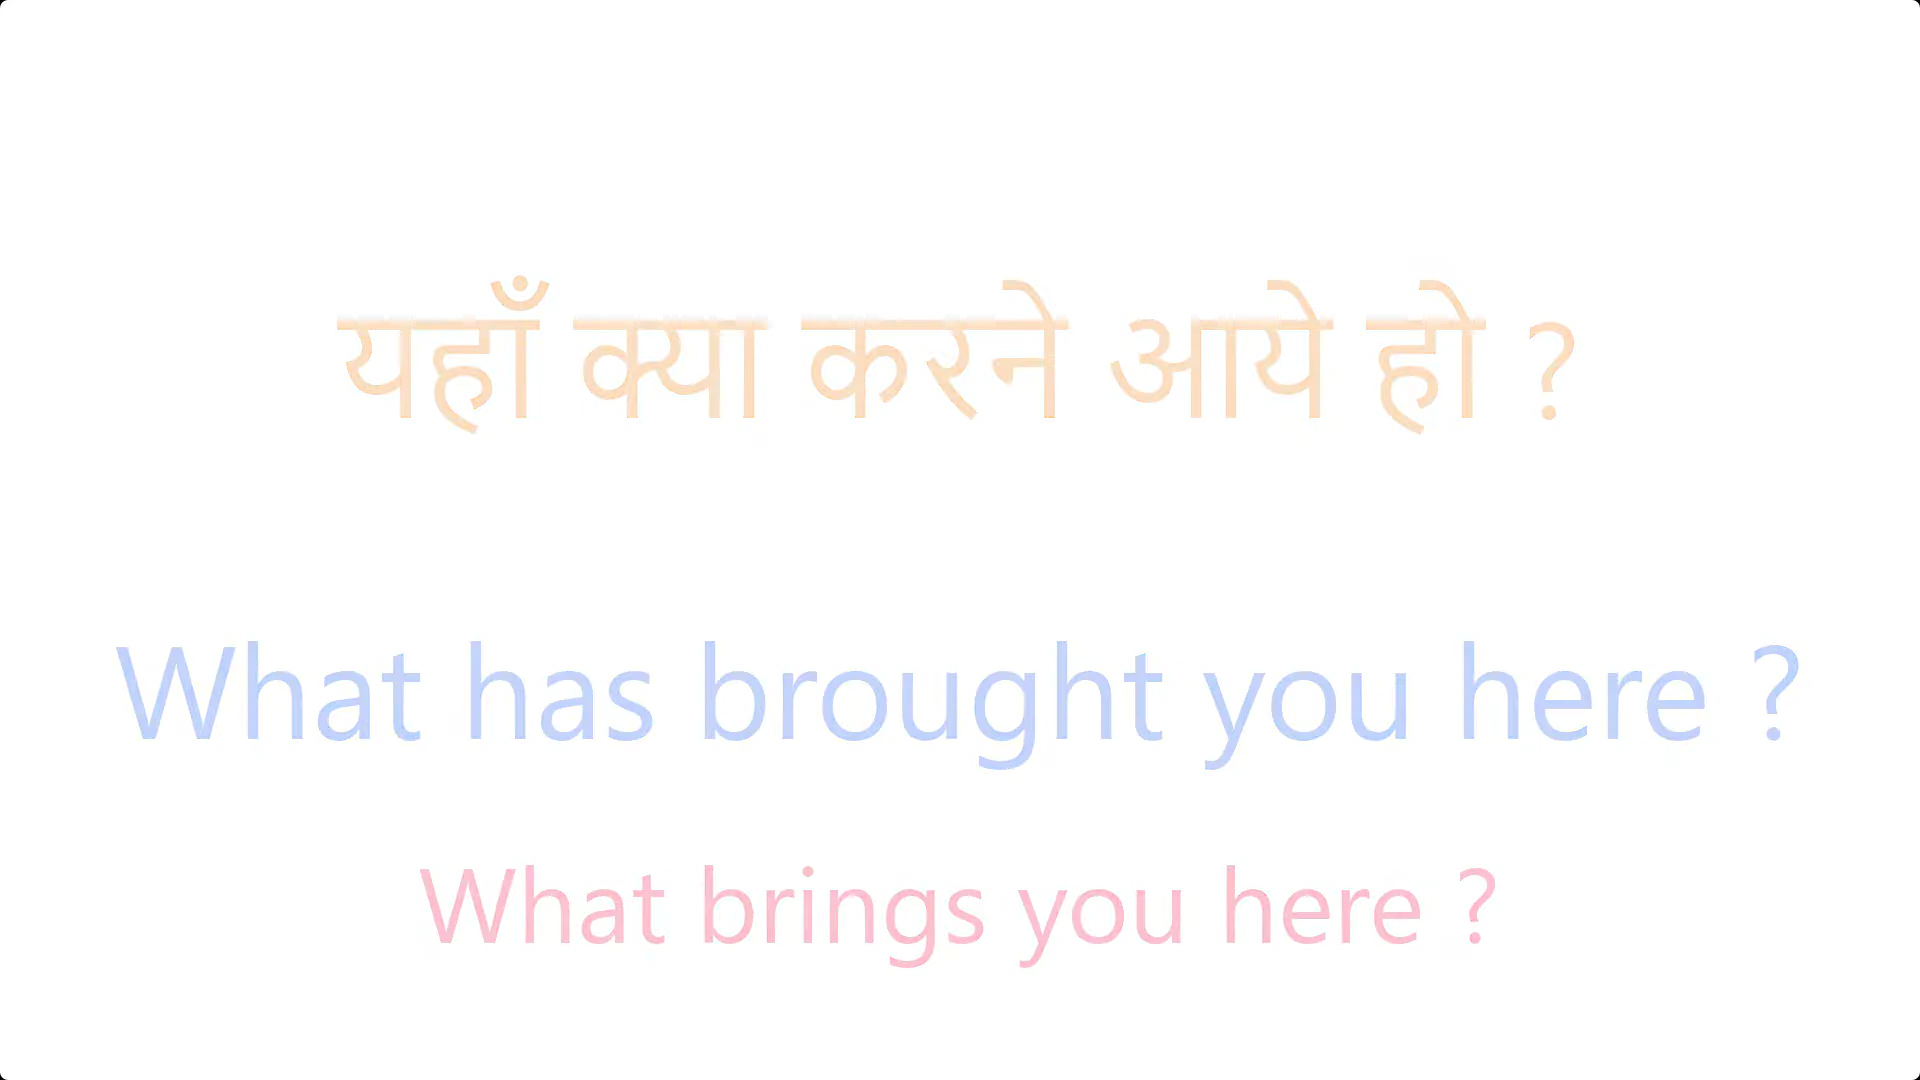 यहाँ क्या करने आये हो ?
What has brought you here ?
What brings you here ?